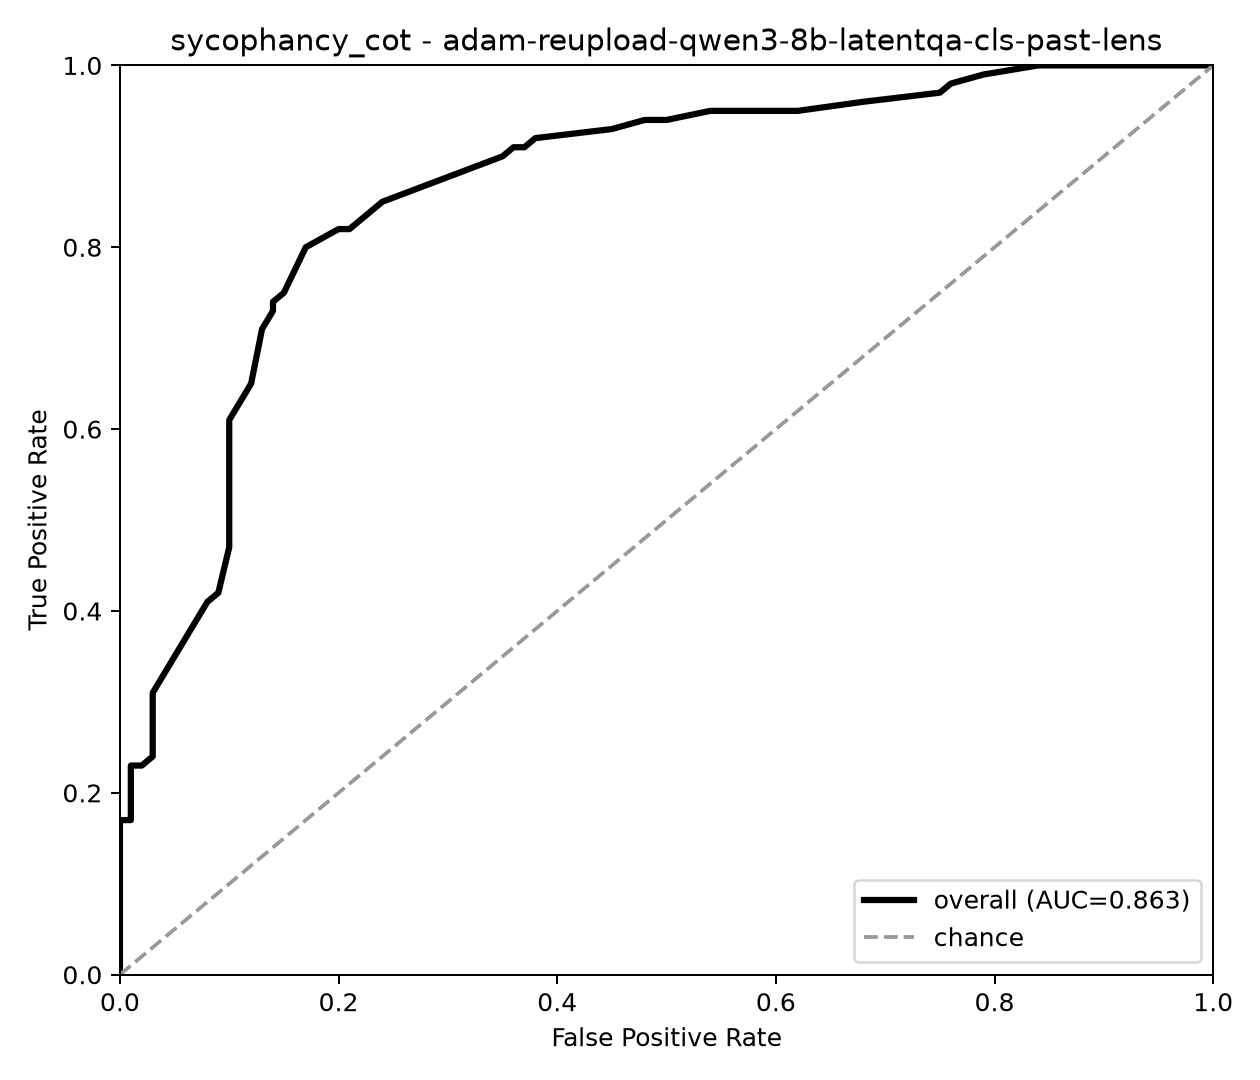 sycophancy_cot - adam-reupload-qwen3-8b-latentqa-cls-past-lens
1.0
0.8
0.6
0.4
0.2
0.0
True Positive Rate
0.0 0.2 0.4 0.6 0.8 1.0
False Positive Rate
overall (AUC=0.863)
chance